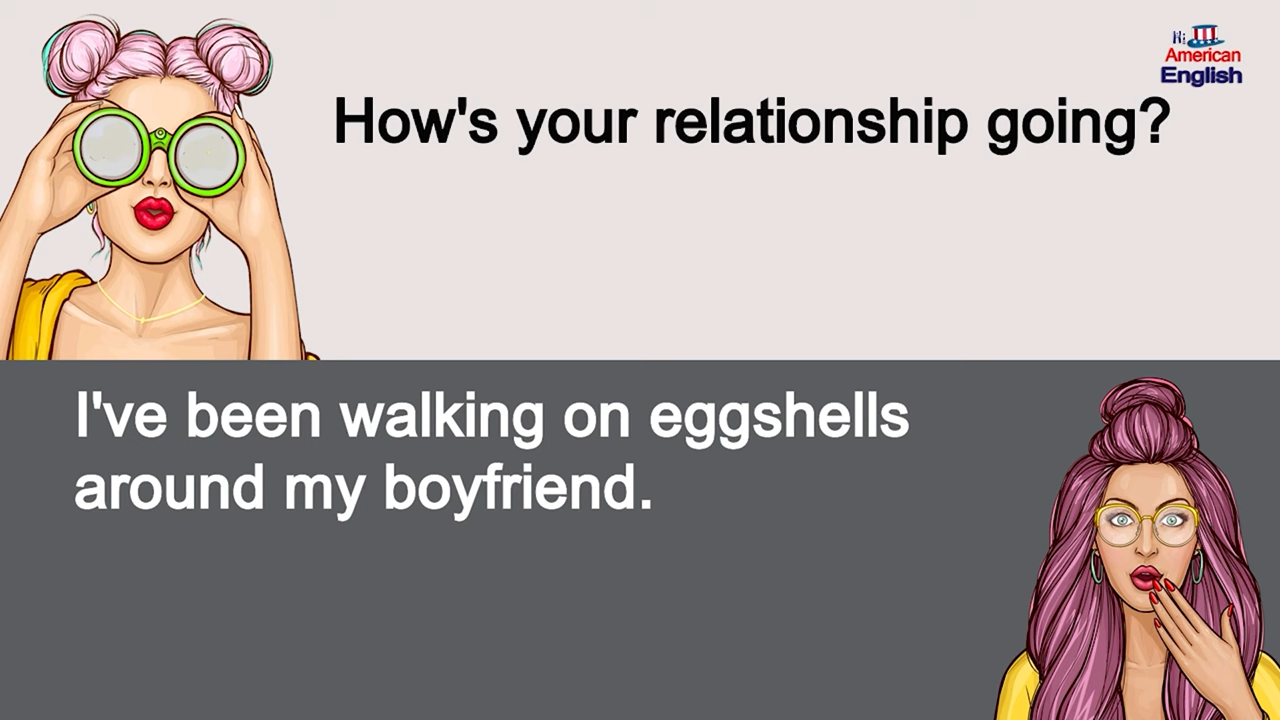 Hi
American
English
How's your relationship going?
I've been walking on eggshells
around my boyfriend.